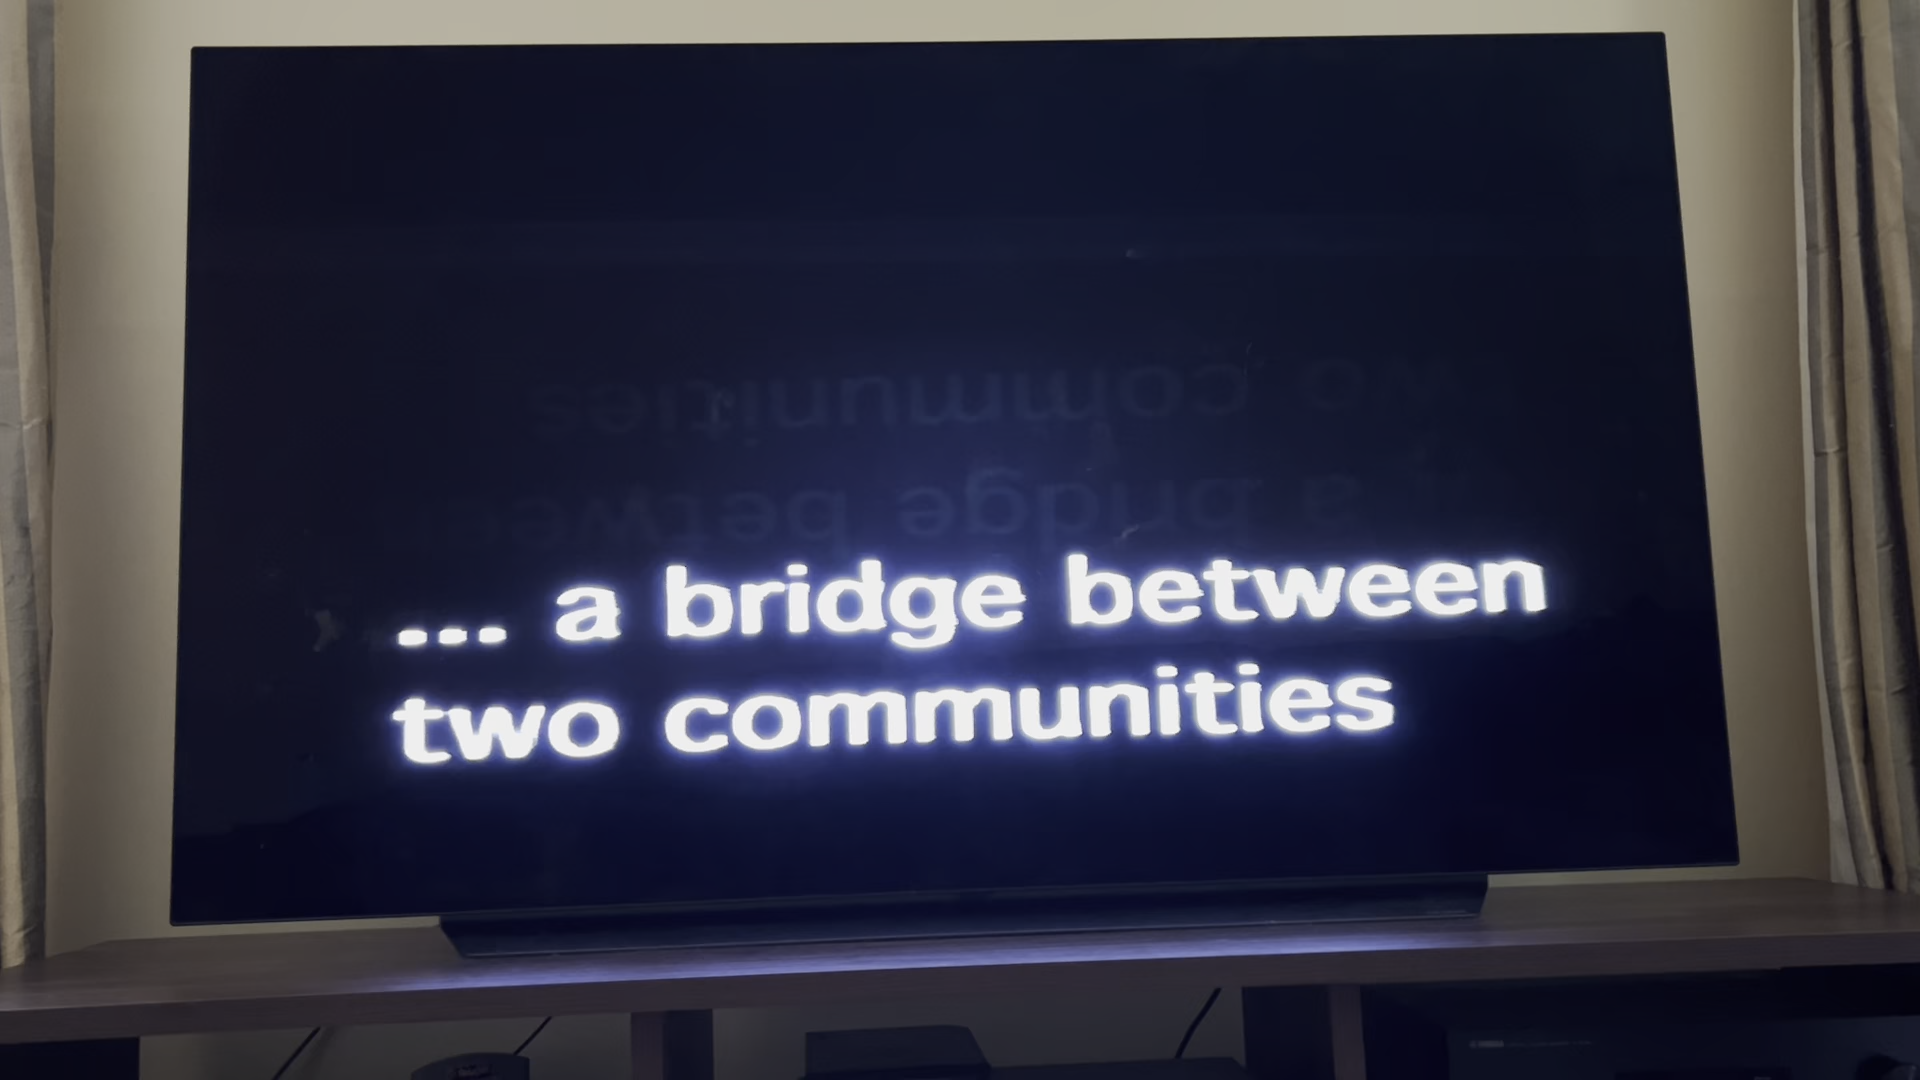 ... a bridge between
two communities